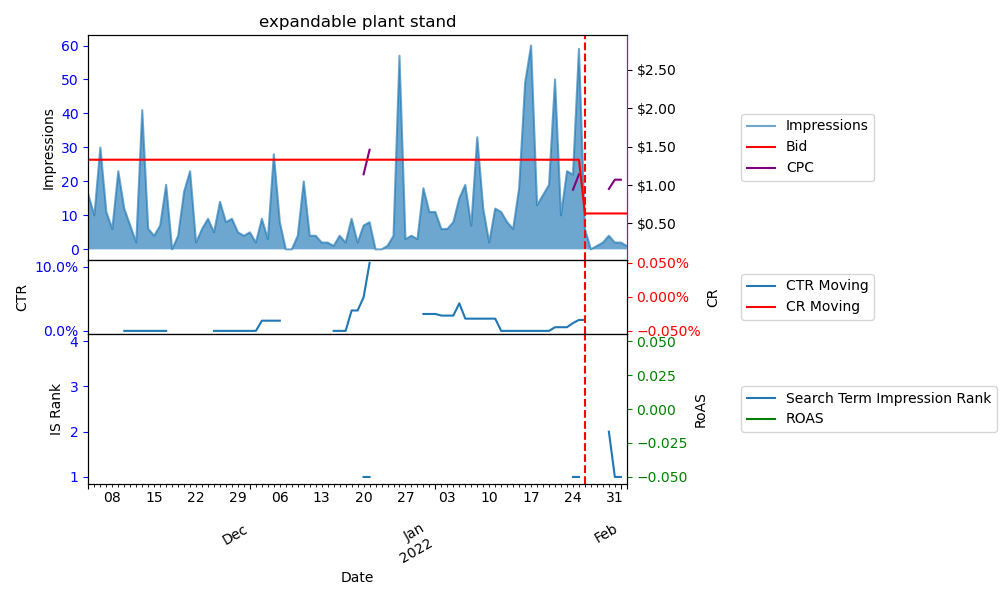 expandable plant stand
60
50
40
30
20
10
0
Impressions
$2.50
$2.00
$1.50
$1.00
$0.50
Impressions
Bid
CPC
10.0%
0.0%
CTR
0.050%
0.000%
−0.050%
CR
CTR Moving
CR Moving
4
3
2
1
IS Rank
0.050
0.025
0.000
−0.025
−0.050
RoAS
Search Term Impression Rank
ROAS
08 15 22 29 06 13 20 27 03 10 17 24 31
Dec Jan Feb
2022
Date